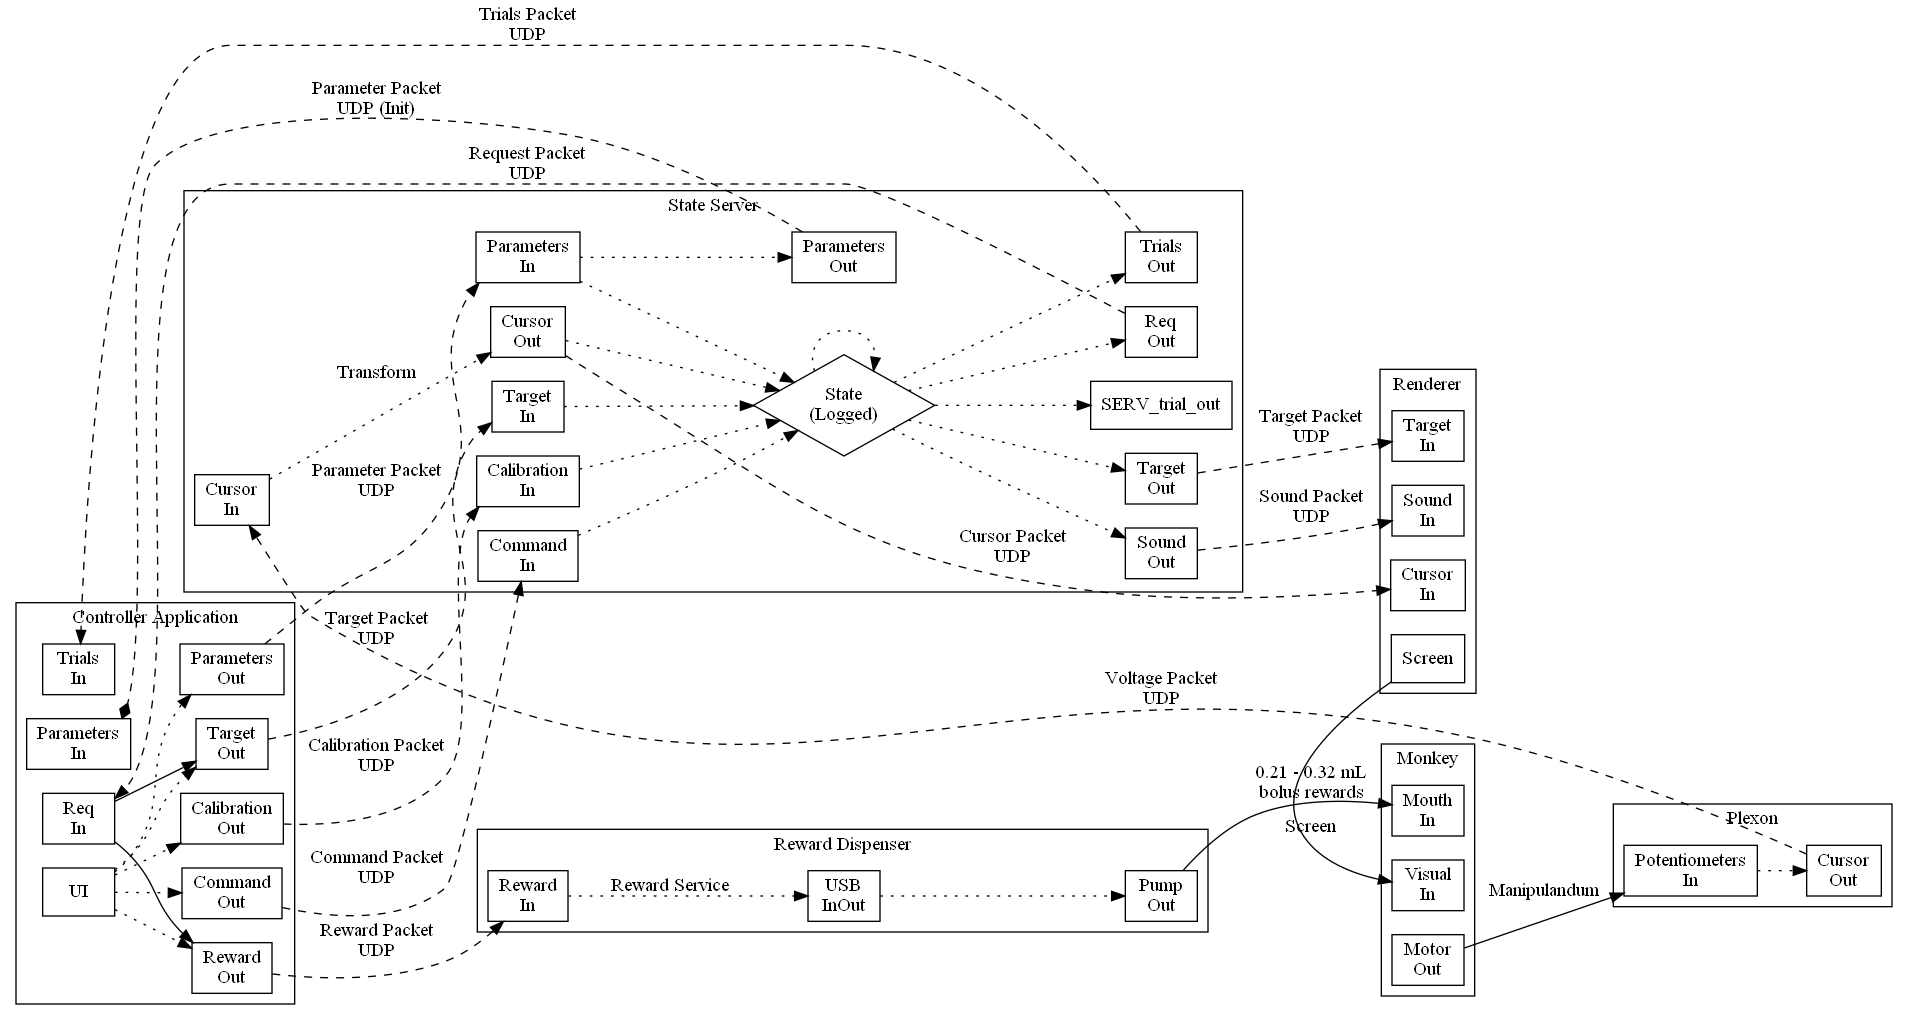 Trials Packet
UDP
Parameter Packet
UDP (Init)
Request Packet
UDP
State Server
Parameters
In
Parameters
Out
Trials
Out
Cursor
Out
Req
Out
Transform
Target
In
State
(Logged)
SERV_trial_out
Parameter Packet
UDP
Calibration
In
Target
Out
Cursor
In
Command
In
Cursor Packet
UDP
Sound
Out
Target Packet
UDP
Sound Packet
UDP
Renderer
Target
In
Sound
In
Cursor
In
Screen
Controller Application
Trials
In
Parameters
Out
Parameters
In
Target
Out
Req
In
Calibration
Out
UI
Command
Out
Reward
Out
Target Packet
UDP
Calibration Packet
UDP
Command Packet
UDP
Reward Packet
UDP
Voltage Packet
UDP
Reward Dispenser
Reward
In
Reward Service
USB
InOut
Pump
Out
0.21 - 0.32 mL
bolus rewards
Screen
Monkey
Mouth
In
Visual
In
Motor
Out
Manipulandum
Plexon
Potentiometers
In
Cursor
Out